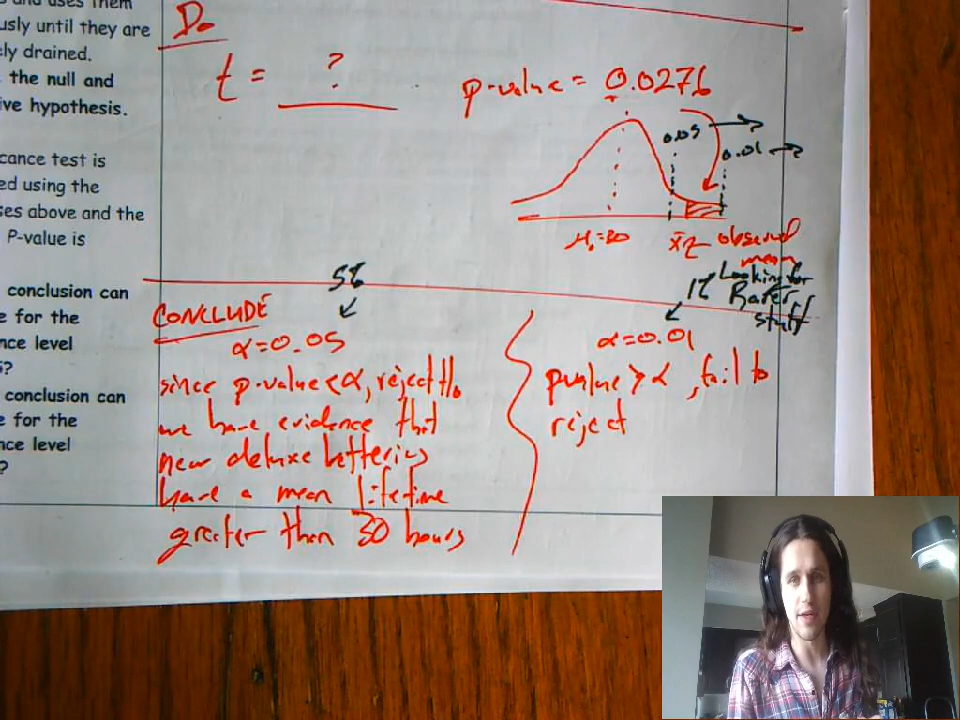 and uses them
usly until they are
ely drained.
the null and
ive hypothesis.
cance test is
ed using the
ses above and the
P-value is
conclusion can
e for the
nce level
5?
conclusion can
e for the
nce level
?
Do
t = ?
p-value = 0.0276
0.05
0.01
μ₀=30
x̄
observed
mean
Looking for
Rarer
stuff
5%
1%
CONCLUDE
α=0.05
since p-value<α, reject H₀
we have evidence that
new deluxe batteries
have a mean lifetime
greater than 30 hours
α=0.01
pvalue > α, fail to
reject